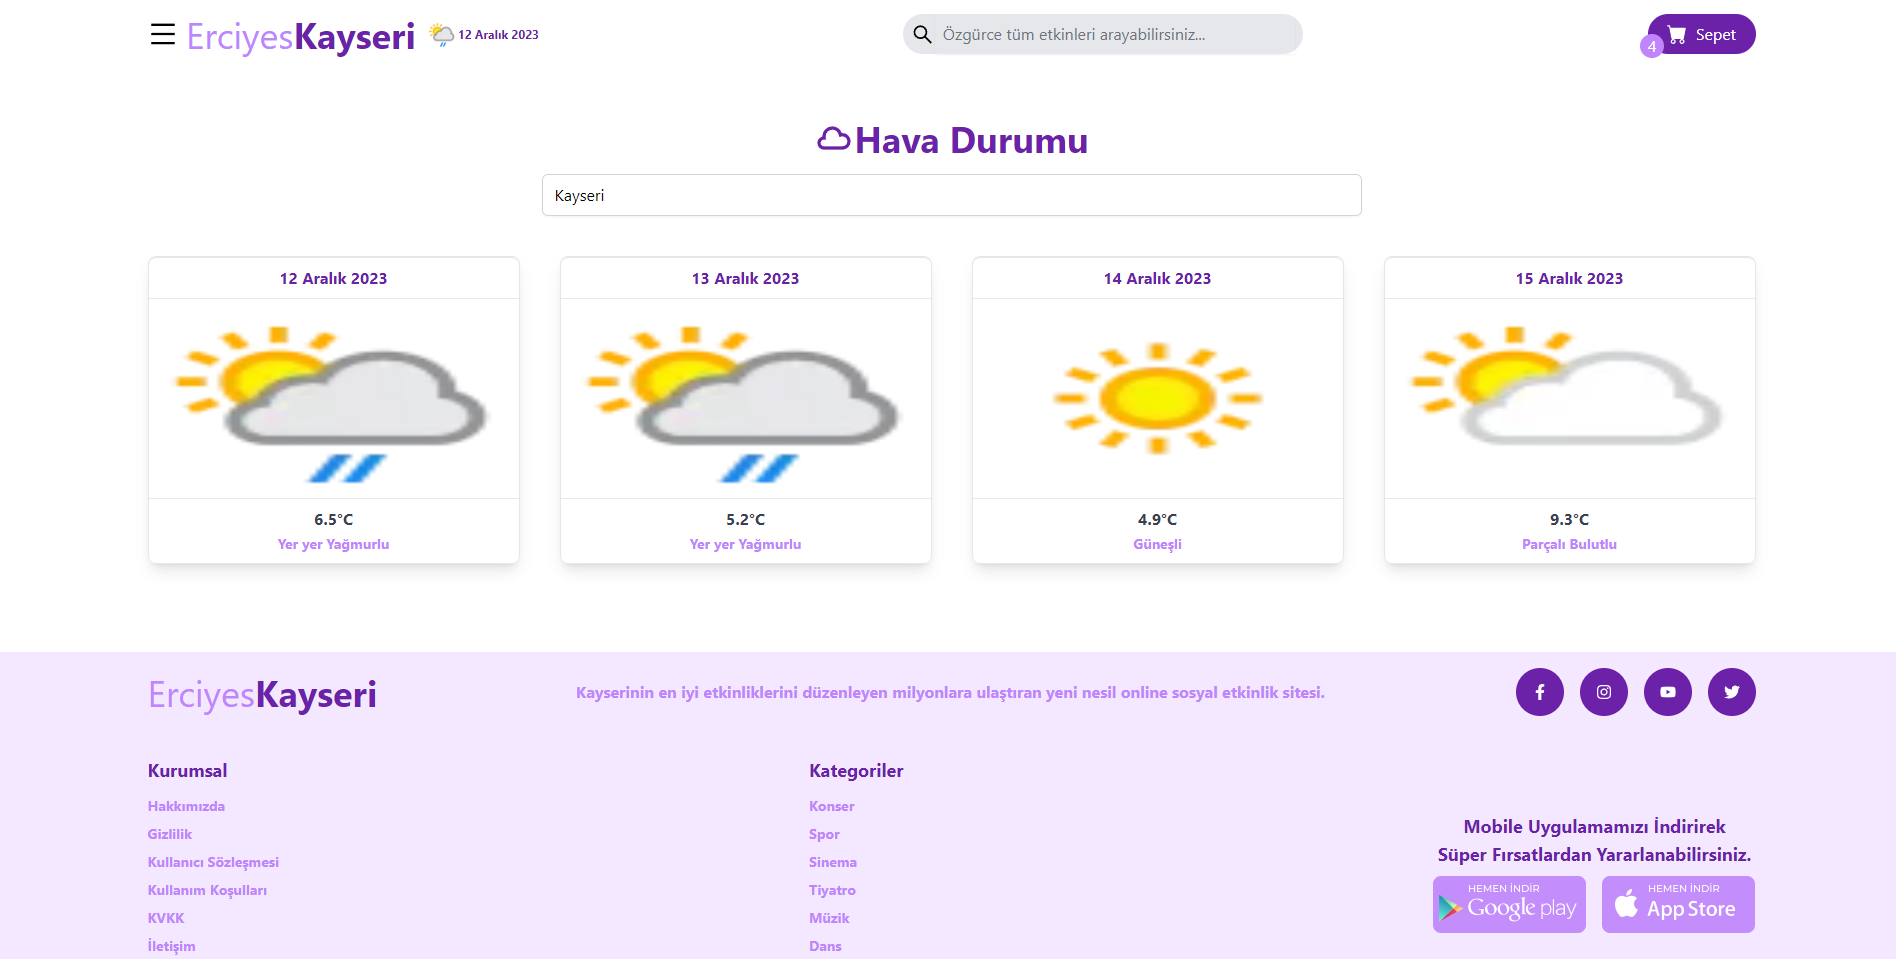 ErciyesKayseri
12 Aralık 2023
Özgürce tüm etkinleri arayabilirsiniz...
4
Sepet
Hava Durumu
Kayseri
12 Aralık 2023
6.5°C
Yer yer Yağmurlu
13 Aralık 2023
5.2°C
Yer yer Yağmurlu
14 Aralık 2023
4.9°C
Güneşli
15 Aralık 2023
9.3°C
Parçalı Bulutlu
ErciyesKayseri
Kayserinin en iyi etkinliklerini düzenleyen milyonlara ulaştıran yeni nesil online sosyal etkinlik sitesi.
Kurumsal
Hakkımızda
Gizlilik
Kullanıcı Sözleşmesi
Kullanım Koşulları
KVKK
İletişim
Kategoriler
Konser
Spor
Sinema
Tiyatro
Müzik
Dans
Mobile Uygulamamızı İndirirek
Süper Fırsatlardan Yararlanabilirsiniz.
HEMEN İNDİR
Google play
HEMEN İNDİR
App Store